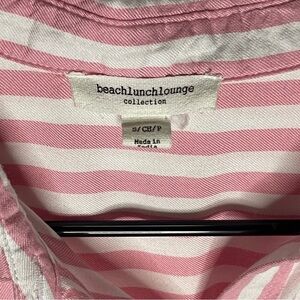 beachlunchlounge
collection
S/CH/P
Made in
India